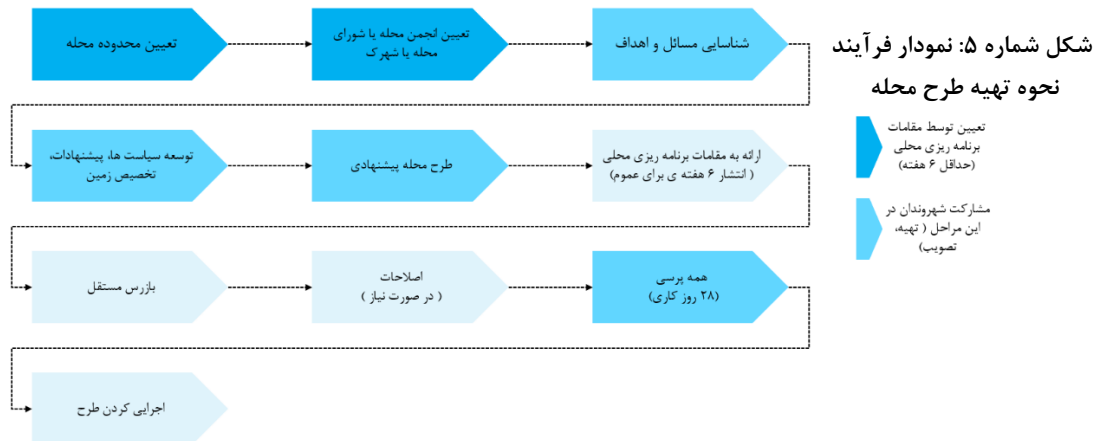 شکل شماره ۵: نمودار فرآیند
نحوه تهیه طرح محله
تعیین محدوده محله
تعیین انجمن محله یا شورای
محله یا شهرک
شناسایی مسائل و اهداف
توسعه سیاست ها، پیشنهادات،
تخصیص زمین
طرح محله پیشنهادی
ارائه به مقامات برنامه ریزی محلی
( انتشار ۶ هفته ی برای عموم)
بازرس مستقل
اصلاحات
( در صورت نیاز )
همه پرسی
(۲۸ روز کاری)
اجرایی کردن طرح
تعیین توسط مقامات
برنامه ریزی محلی
(حداقل ۶ هفته)
مشارکت شهروندان در
این مراحل ( تهیه،
تصویب)